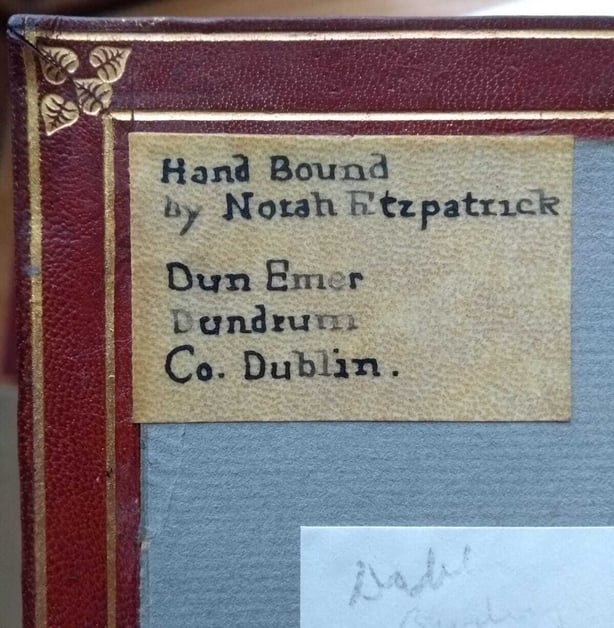 Hand Bound
by Norah Fitzpatrick
Dun Emer
Dundrum
Co. Dublin.